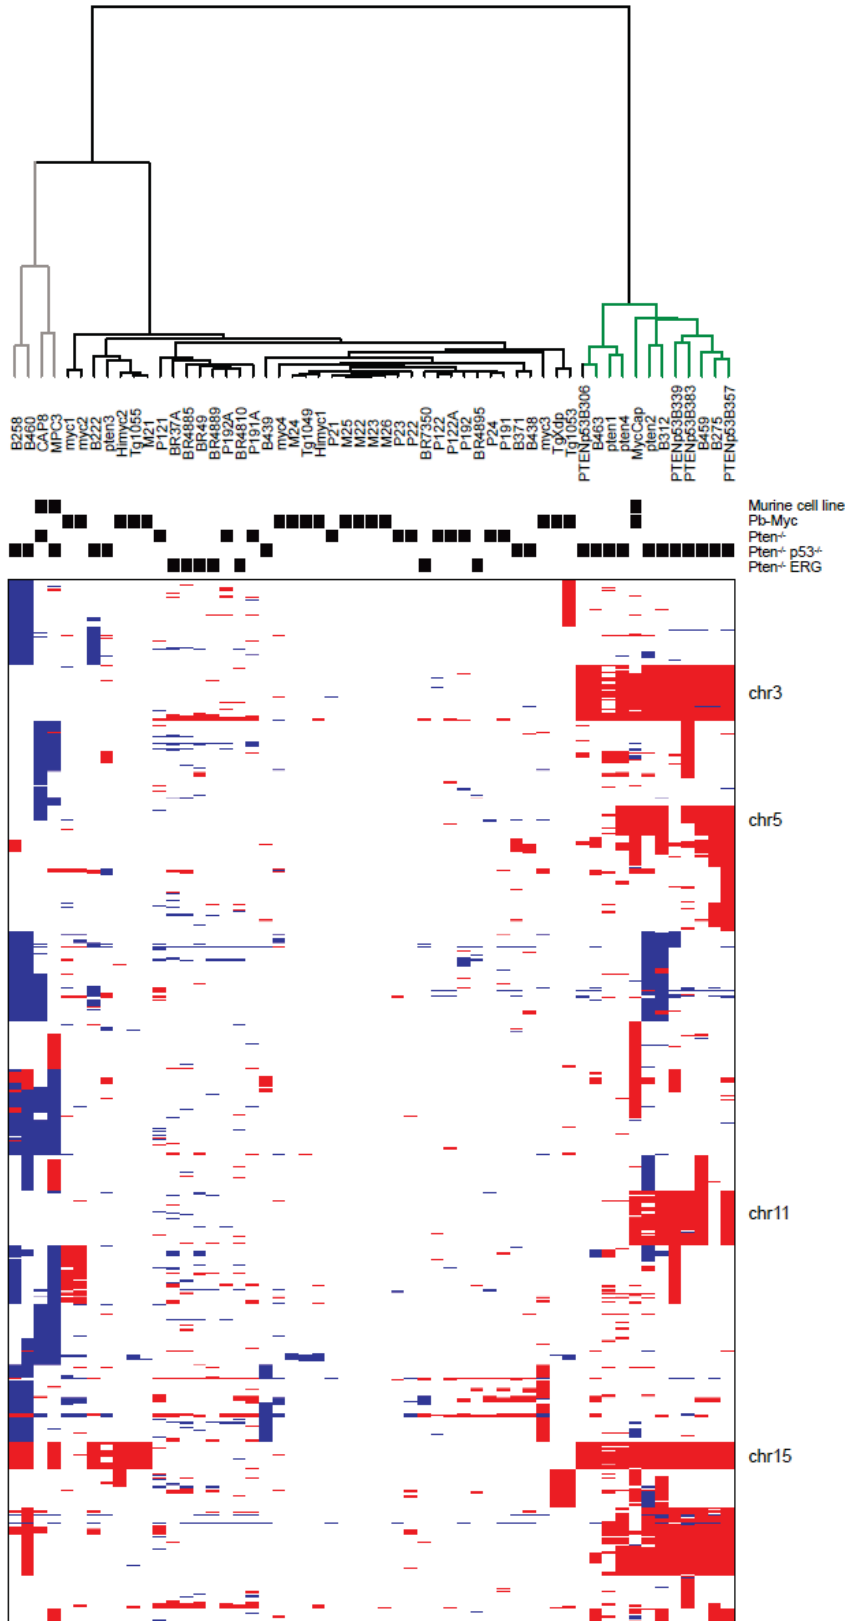 B258
B460
CAP8
MPC3
myc1
myc2
B222
pten3
Himyc2
Tg1055
M21
P121
BR37A
BR4885
BR49
BR4889
P192A
BR4810
P191A
B439
myc4
M24
Tg1049
Himyc1
P21
M25
M22
M23
M26
P23
P22
BR7350
P122
P122A
P192
BR4895
P24
P191
B371
B438
myc3
TgXdp
Tg1053
PTENp53B306
B463
pten1
pten4
MycCap
pten2
B312
PTENp53B339
PTENp53B383
B459
B275
PTENp53B357
Murine cell line
Pb-Myc
Pten-/-
Pten-/- p53-/-
Pten-/- ERG
chr3
chr5
chr11
chr15